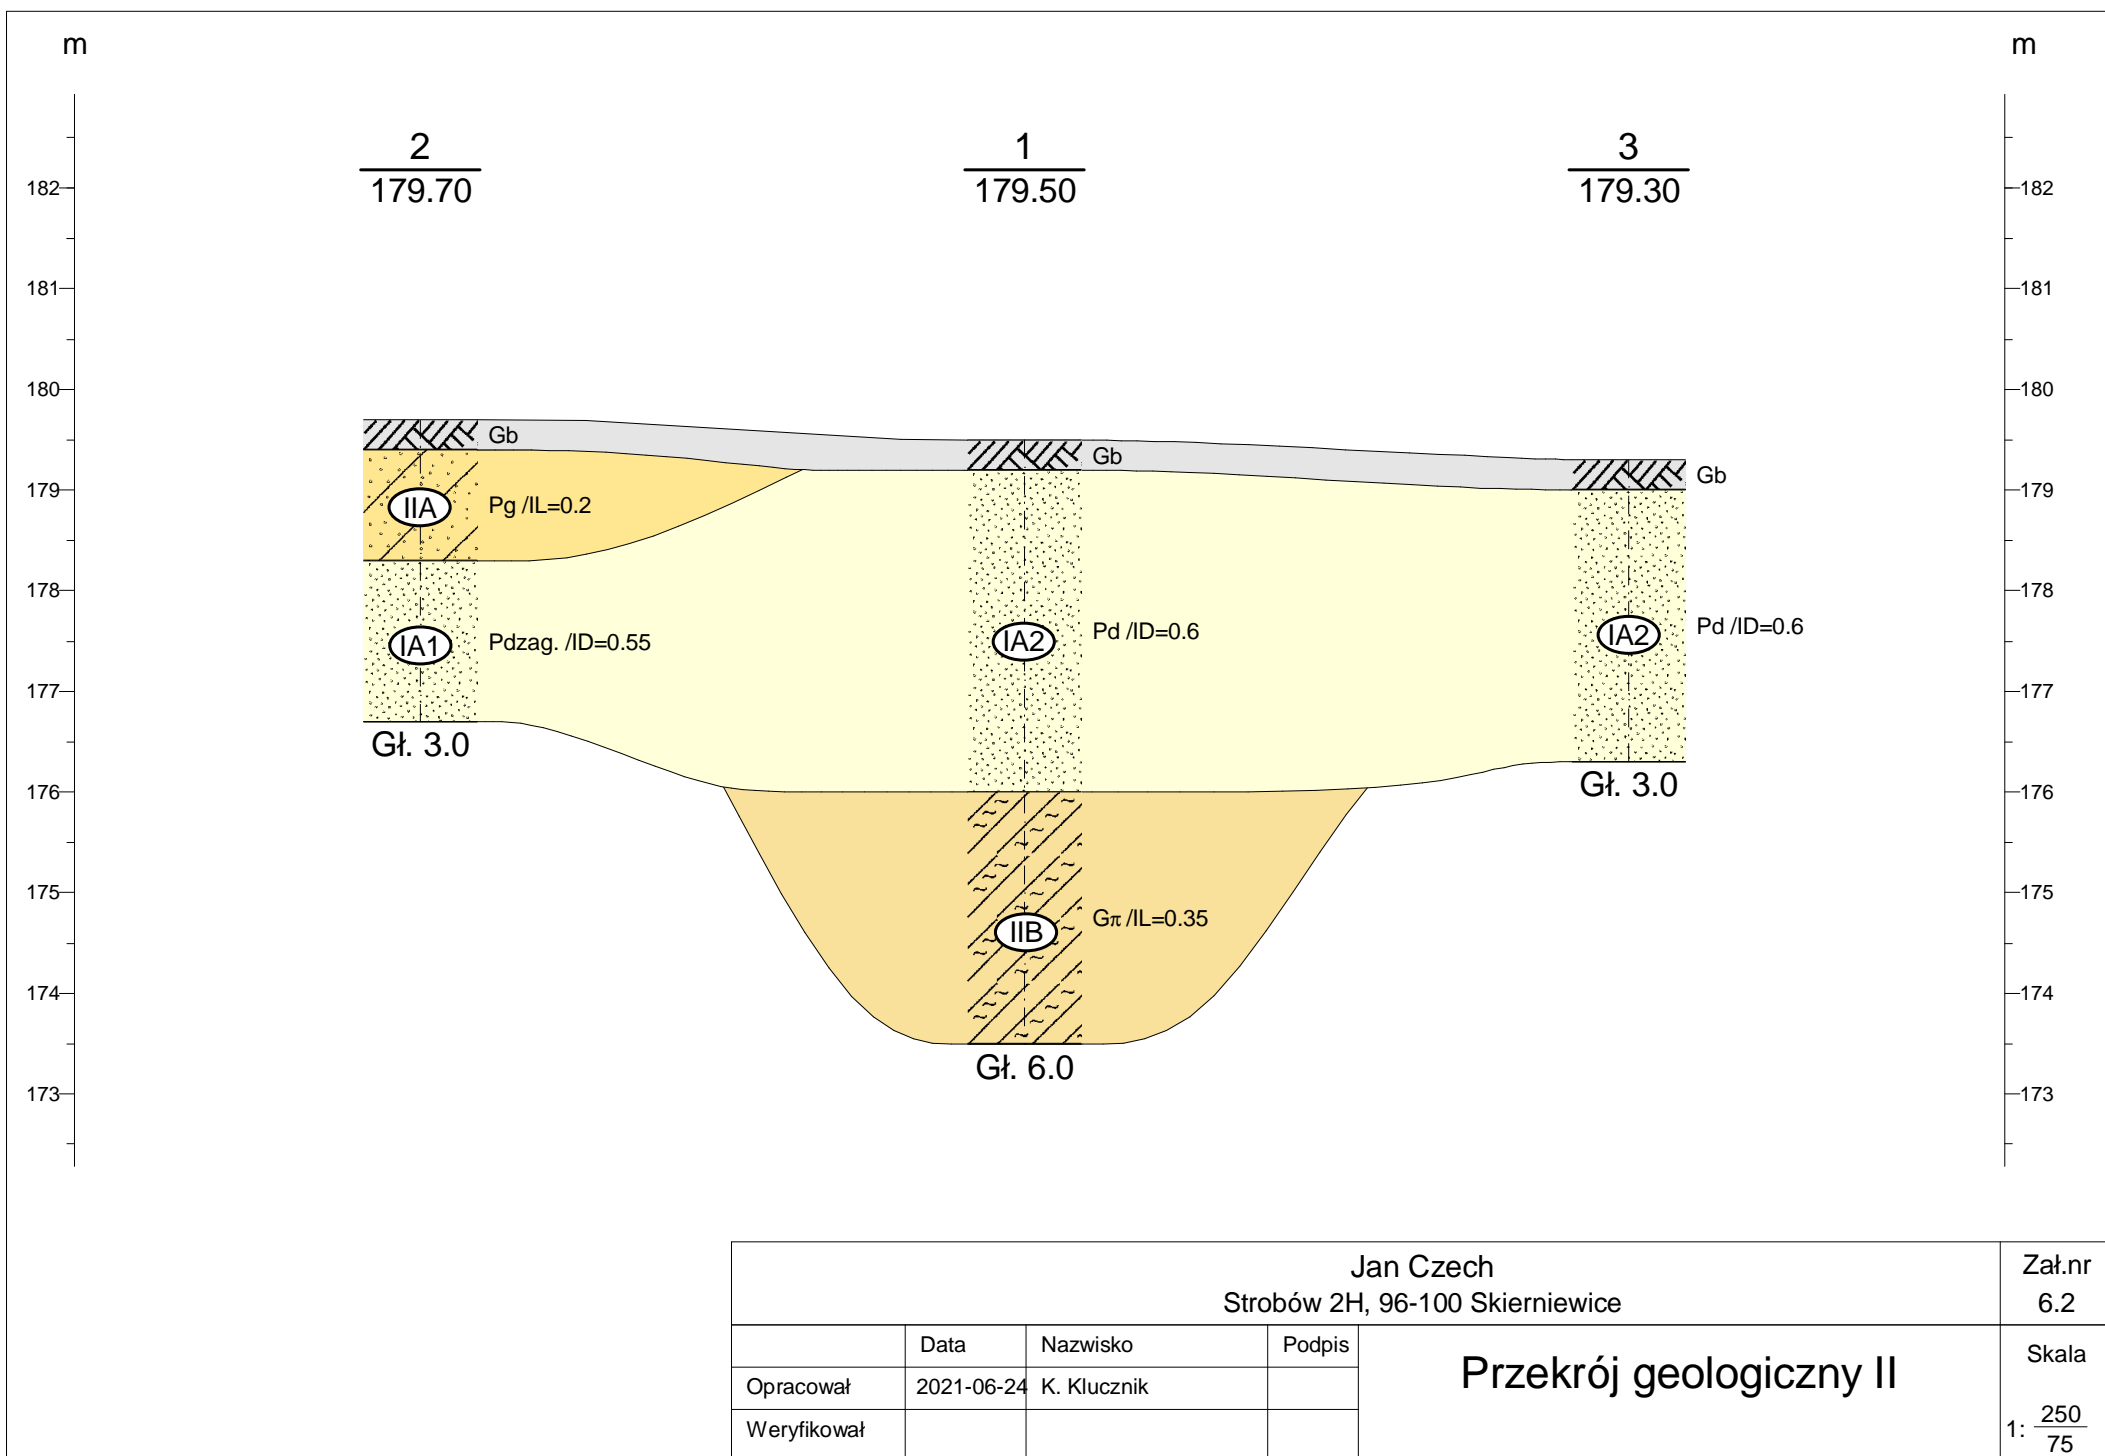 m
m
2
179.70
1
179.50
3
179.30
182
182
181
181
180
180
Gb
Gb
Gb
179
179
IIA
Pg /IL=0.2
178
178
IA1
Pdzag. /ID=0.55
IA2
Pd /ID=0.6
IA2
Pd /ID=0.6
177
177
Gł. 3.0
Gł. 3.0
176
176
175
175
IIB
Gπ /IL=0.35
174
174
Gł. 6.0
173
173
Jan Czech
Strobów 2H, 96-100 Skierniewice
Zał.nr
6.2
Data
Nazwisko
Podpis
Opracował
2021-06-24
K. Klucznik
Weryfikował
Przekrój geologiczny II
Skala
1: 250
75